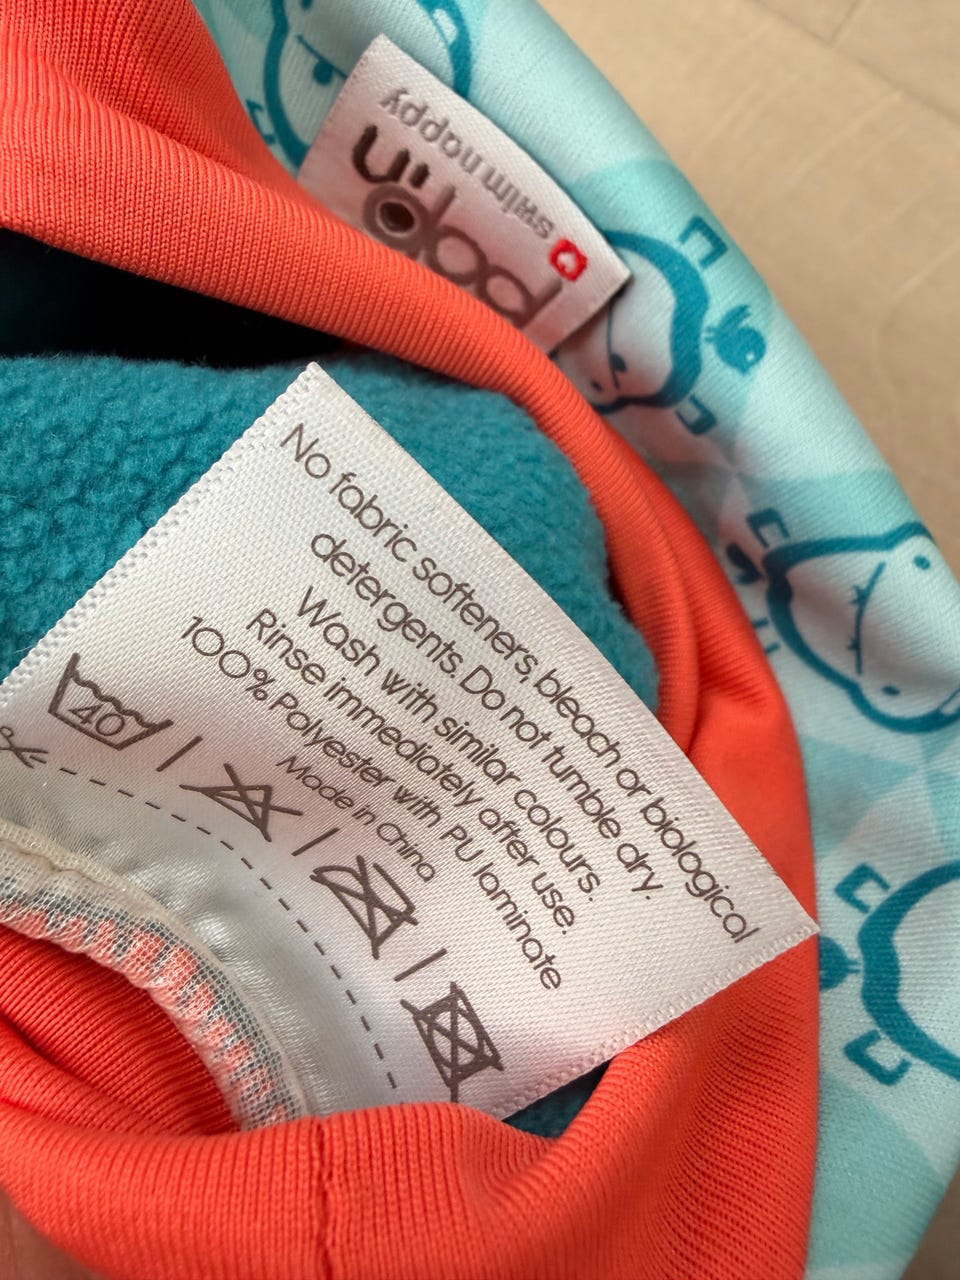 pop.in
swim nappy
No fabric softeners, bleach or biological
detergents. Do not tumble dry.
Wash with similar colours.
Rinse immediately after use.
100% Polyester with PU laminate
Made in China
40